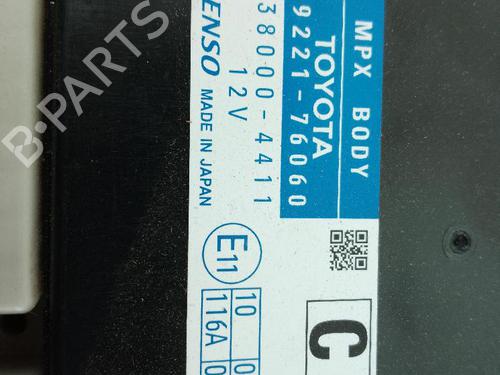 MPX BODY
TOYOTA
9221-76060
38000-4411
12V
ENSO MADE IN JAPAN
E11
10
116A
C
B-PARTS